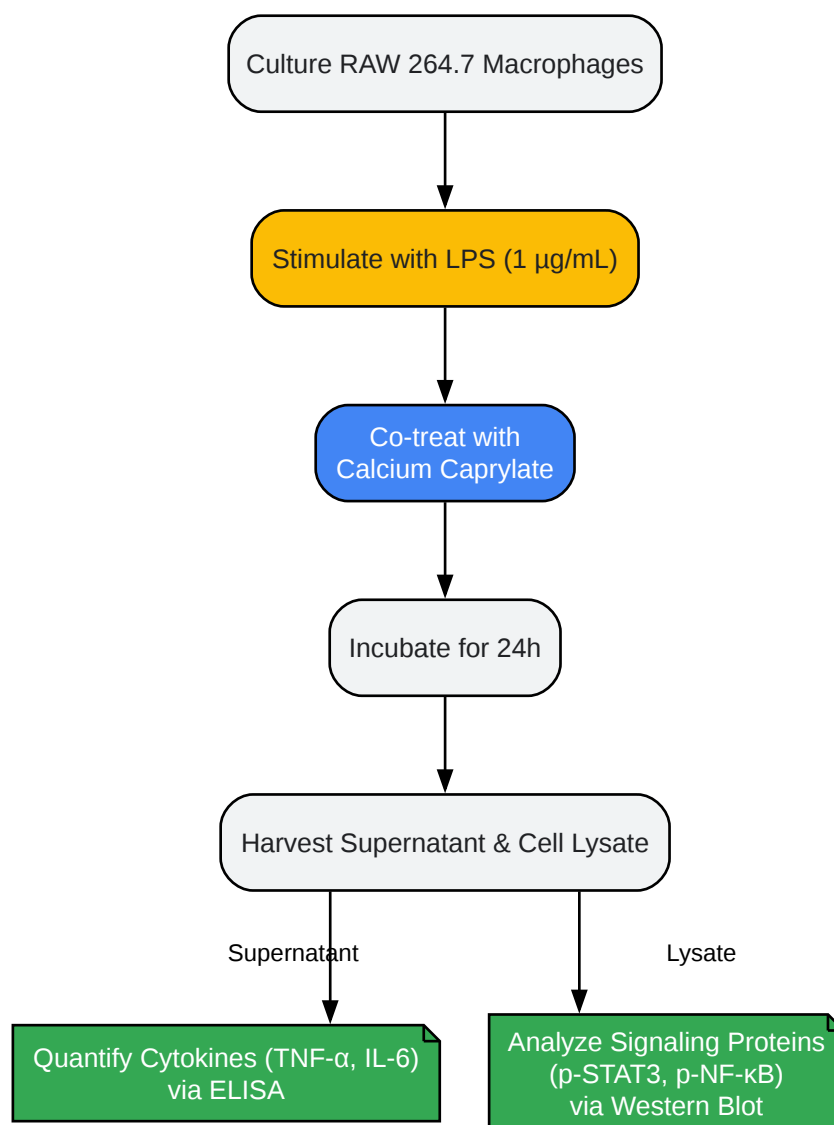 Culture RAW 264.7 Macrophages
Stimulate with LPS (1 µg/mL)
Co-treat with
Calcium Caprylate
Incubate for 24h
Harvest Supernatant & Cell Lysate
Supernatant
Lysate
Quantify Cytokines (TNF-α, IL-6)
via ELISA
Analyze Signaling Proteins
(p-STAT3, p-NF-κB)
via Western Blot